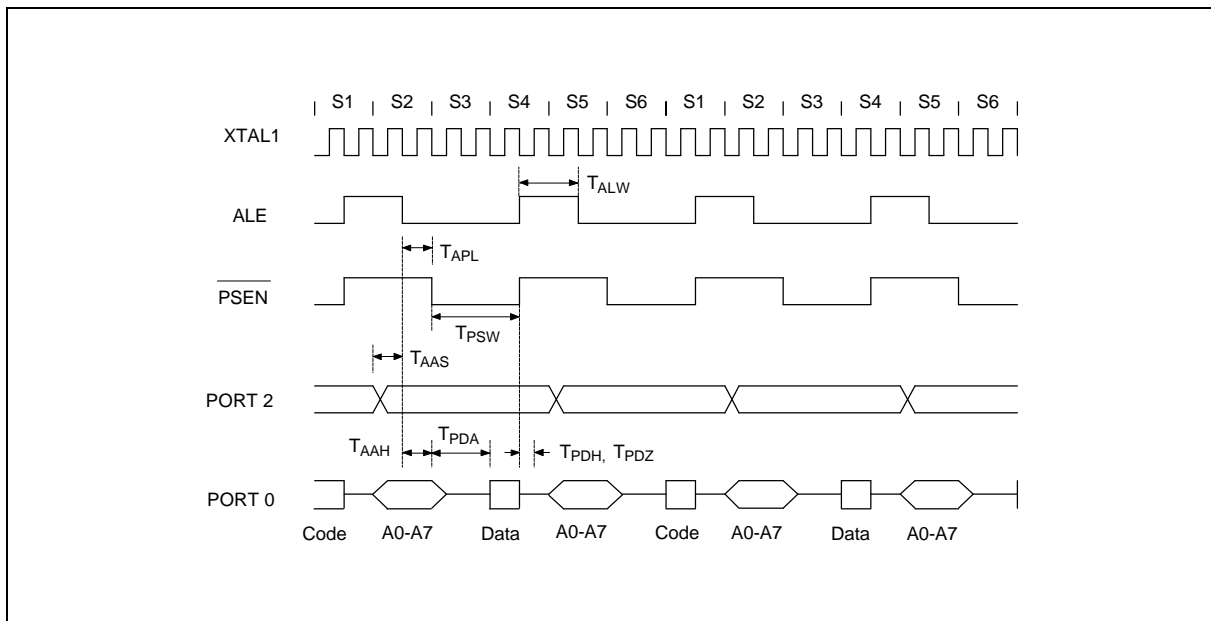 S1 S2 S3 S4 S5 S6 S1 S2 S3 S4 S5 S6
XTAL1
TALW
ALE
TAPL
PSEN
TPSW
TAAS
PORT 2
TAAH TPDA TPDH, TPDZ
PORT 0
Code A0-A7 Data A0-A7 Code A0-A7 Data A0-A7